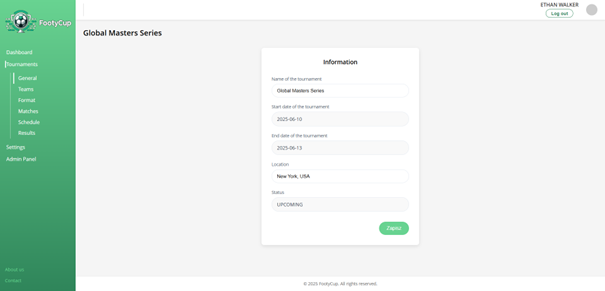 FootyCup
ETHAN WALKER
Log out
Dashboard
Tournaments
General
Teams
Format
Matches
Schedule
Results
Settings
Admin Panel
About us
Contact
Global Masters Series
Information
Name of the tournament
Global Masters Series
Start date of the tournament
2025-06-10
End date of the tournament
2025-06-13
Location
New York, USA
Status
UPCOMING
Zapisz
© 2025 FootyCup. All rights reserved.